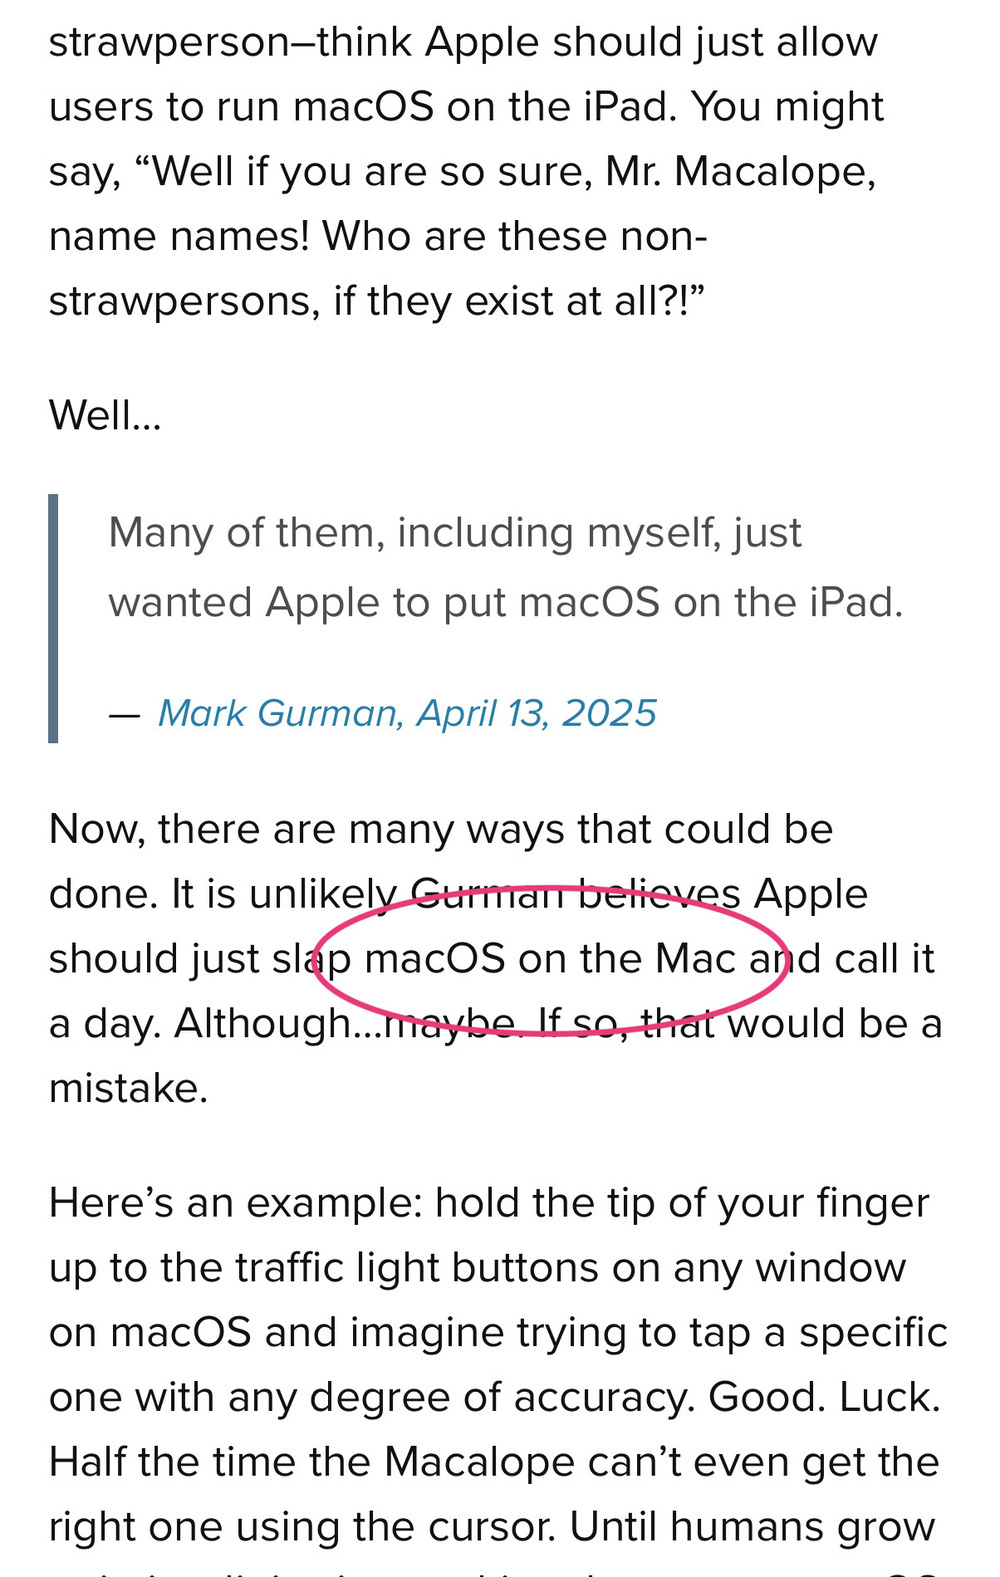 strawperson–think Apple should just allow
users to run macOS on the iPad. You might
say, “Well if you are so sure, Mr. Macalope,
name names! Who are these non-
strawpersons, if they exist at all?!”
Well…
Many of them, including myself, just
wanted Apple to put macOS on the iPad.
— Mark Gurman, April 13, 2025
Now, there are many ways that could be
done. It is unlikely Gurman believes Apple
should just slap macOS on the Mac and call it
a day. Although…maybe. If so, that would be a
mistake.
Here’s an example: hold the tip of your finger
up to the traffic light buttons on any window
on macOS and imagine trying to tap a specific
one with any degree of accuracy. Good. Luck.
Half the time the Macalope can’t even get the
right one using the cursor. Until humans grow